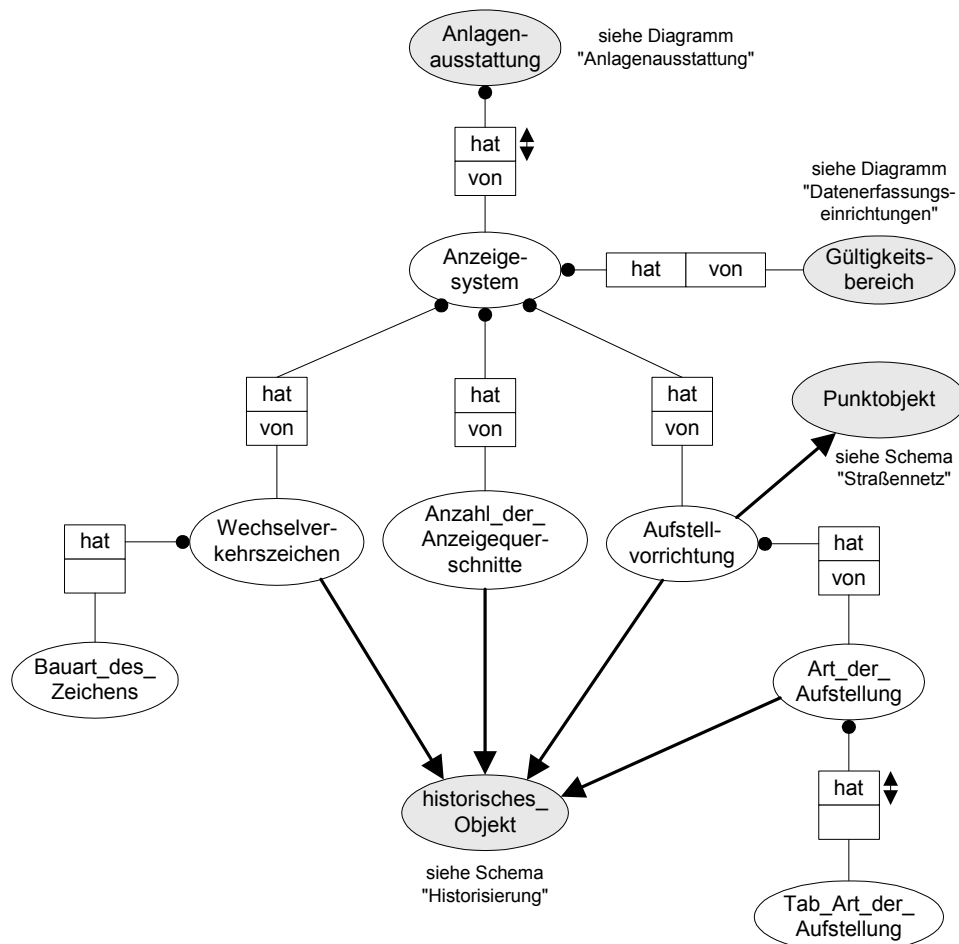 Anlagen-
ausstattung
siehe Diagramm
"Anlagenausstattung"
hat
von
siehe Diagramm
"Datenerfassungs-
einrichtungen"
Anzeige-
system
hat
von
Gültigkeits-
bereich
hat
von
hat
von
hat
von
Punktobjekt
siehe Schema
"Straßennetz"
Wechselver-
kehrszeichen
Anzahl_der_
Anzeigequer-
schnitte
Aufstell-
vorrichtung
hat
hat
von
Bauart_des_
Zeichens
Art_der_
Aufstellung
historisches_
Objekt
hat
siehe Schema
"Historisierung"
Tab_Art_der_
Aufstellung